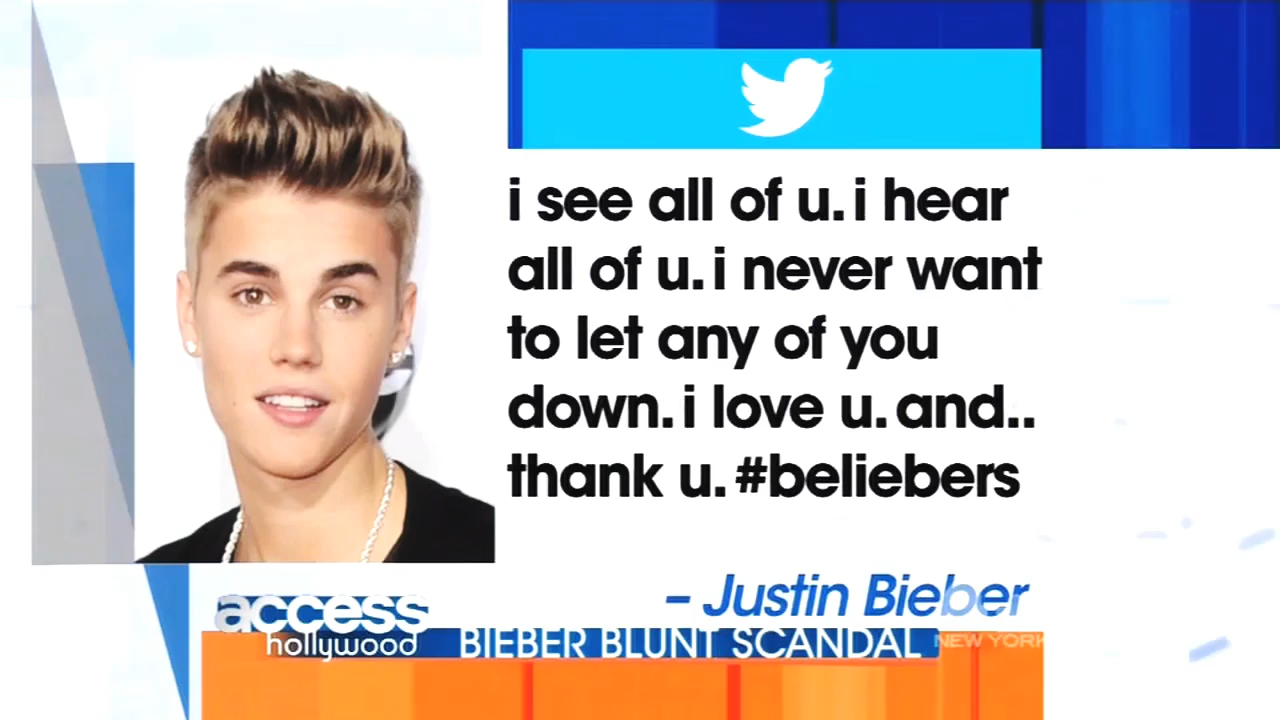 i see all of u. i hear
all of u. i never want
to let any of you
down. i love u. and..
thank u. #beliebers
– Justin Bieber
access
hollywood
BIEBER BLUNT SCANDAL
NEW YORK